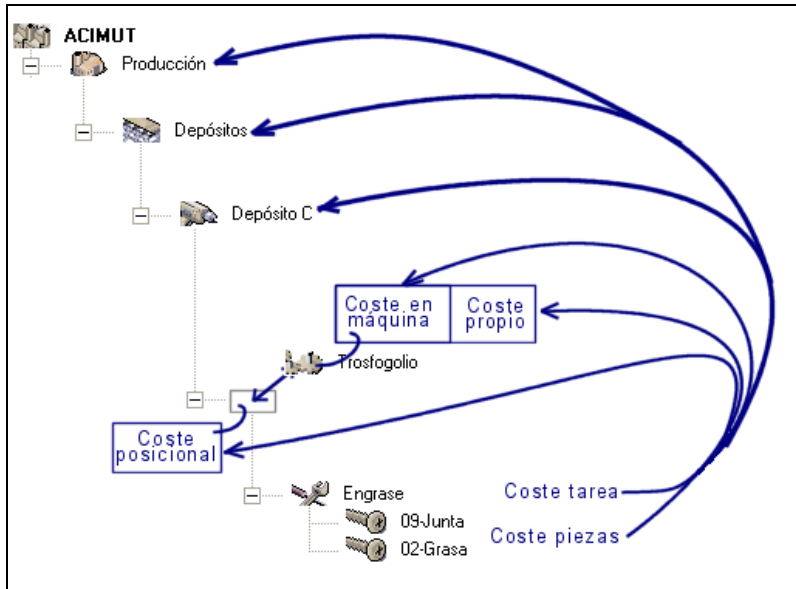 ACIMUT
Producción
Depósitos
Depósito C
Coste en
máquina
Coste
propio
Trosfogolio
Coste
posicional
Engrase
Coste tarea
09-Junta
Coste piezas
02-Grasa